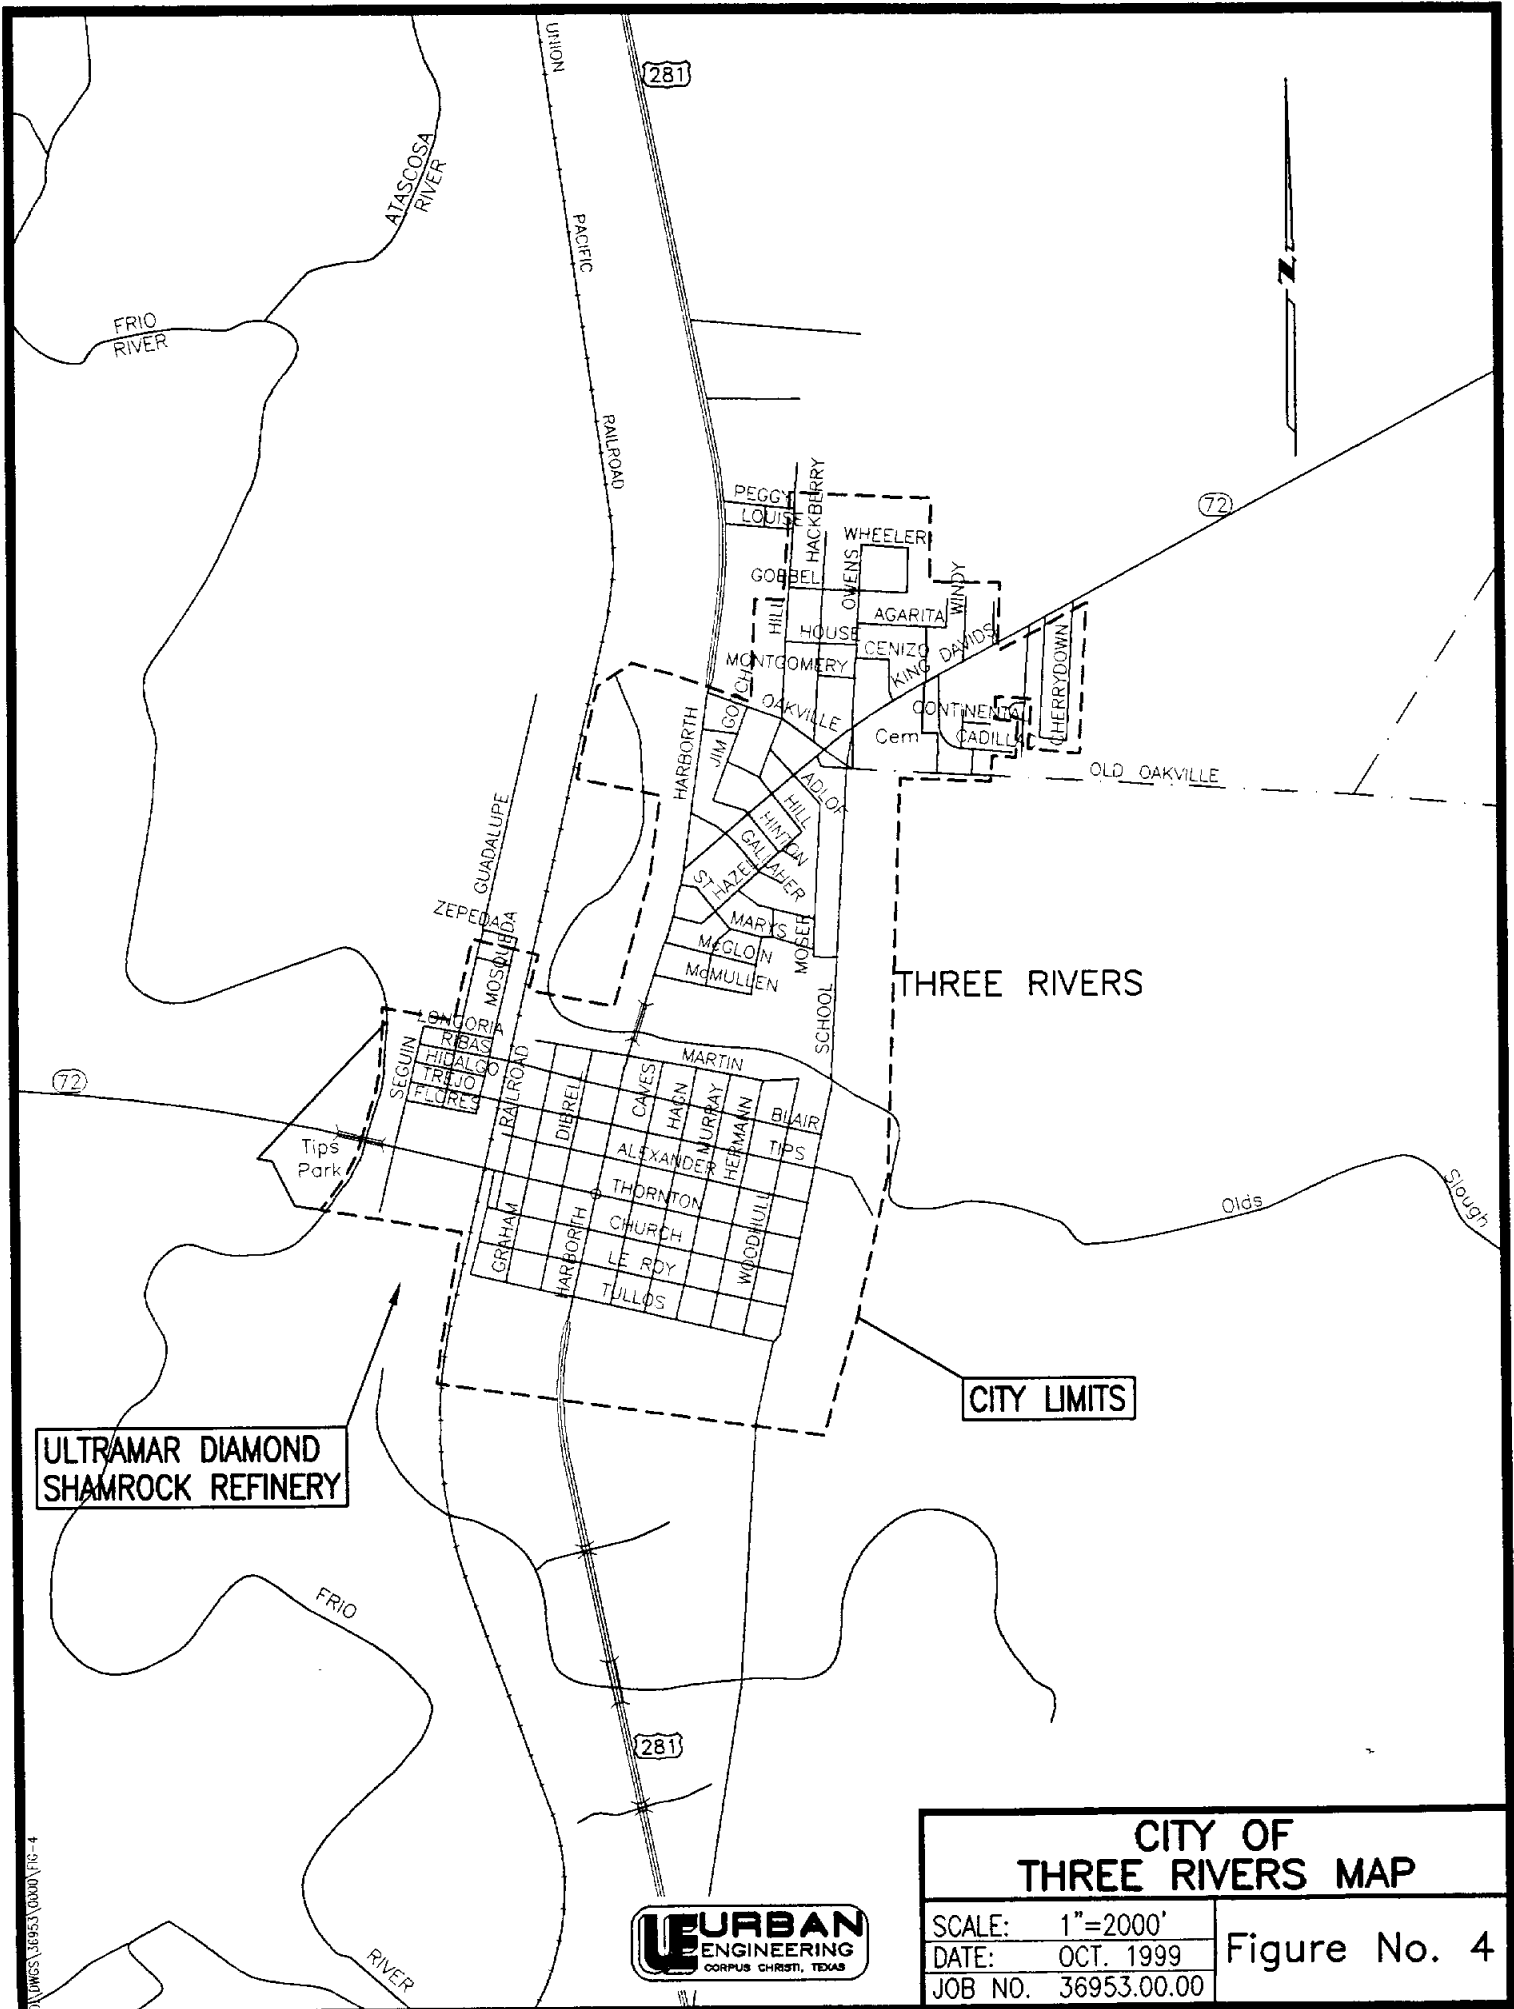 UNION
281
ATASCOSA
RIVER
PACIFIC
N
FRIO
RIVER
RAILROAD
72
PEGGY
LOUISE
HACKBERRY
WHEELER
OWENS
GOBBEL
WINDY
HILL
AGARITA
HOUSE
CENIZO
KING DAVIDS
MONTGOMERY
CHERRYDOWN
OAKVILLE
CONTINENTAL
HARBORTH
JIM
Cem
CADILLA
OLD OAKVILLE
ADLOF
HILL
HINTON
GALLAHER
GUADALUPE
ST
HAZEL
ZEPEDA
MOSQUEDA
MARYS
McGLOIN
McMULLEN
MOSER
THREE RIVERS
SCHOOL
LONGORIA
RIBAS
HIDALGO
TREJO
FLORES
SEGUIN
RAILROAD
MARTIN
72
DIBREL
CAVES
HAGN
MURRAY
HERMANN
BLAIR
TIPS
ALEXANDER
Tips
Park
THORNTON
CHURCH
LE ROY
TULLOS
GRAHAM
HARBORTH
WOODHULL
Olds
Slough
CITY LIMITS
ULTRAMAR DIAMOND
SHAMROCK REFINERY
FRIO
281
RIVER
URBAN
ENGINEERING
CORPUS CHRISTI, TEXAS
CITY OF
THREE RIVERS MAP
SCALE: 1"=2000'
DATE: OCT. 1999
JOB NO. 36953.00.00
Figure No. 4